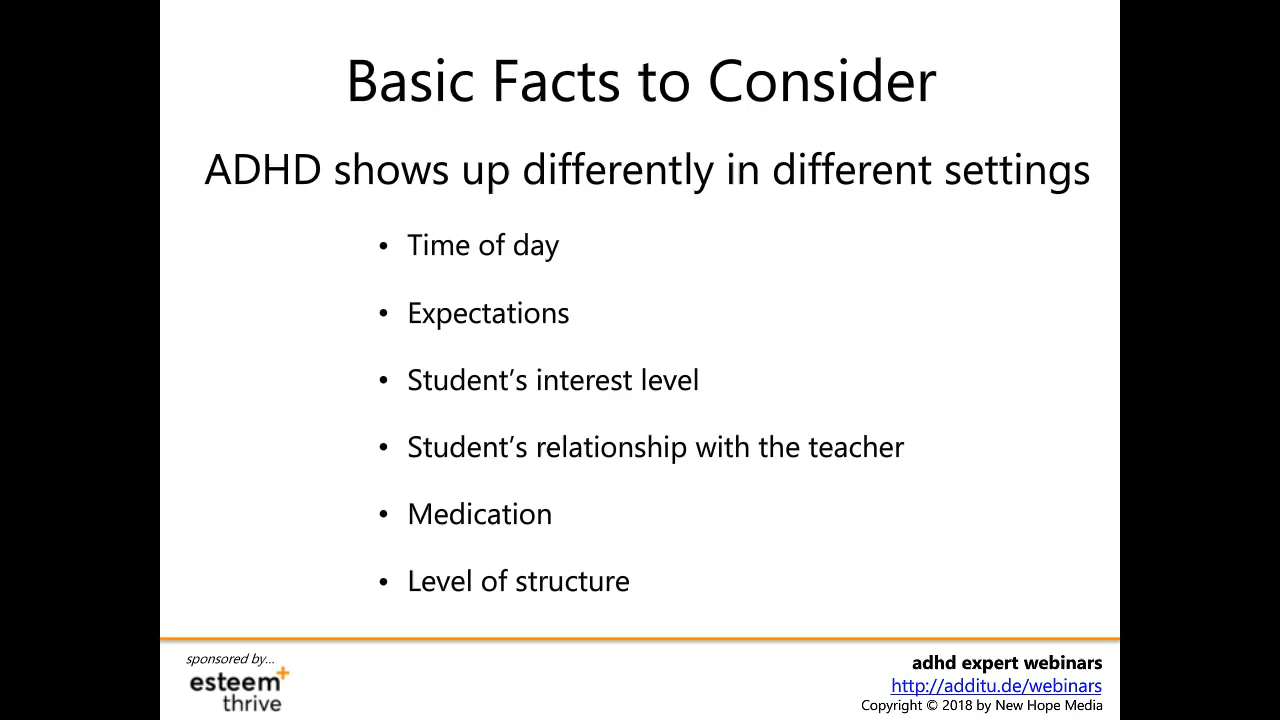 Basic Facts to Consider
ADHD shows up differently in different settings
• Time of day
• Expectations
• Student’s interest level
• Student’s relationship with the teacher
• Medication
• Level of structure
sponsored by...
esteem+
thrive
adhd expert webinars
http://additu.de/webinars
Copyright © 2018 by New Hope Media